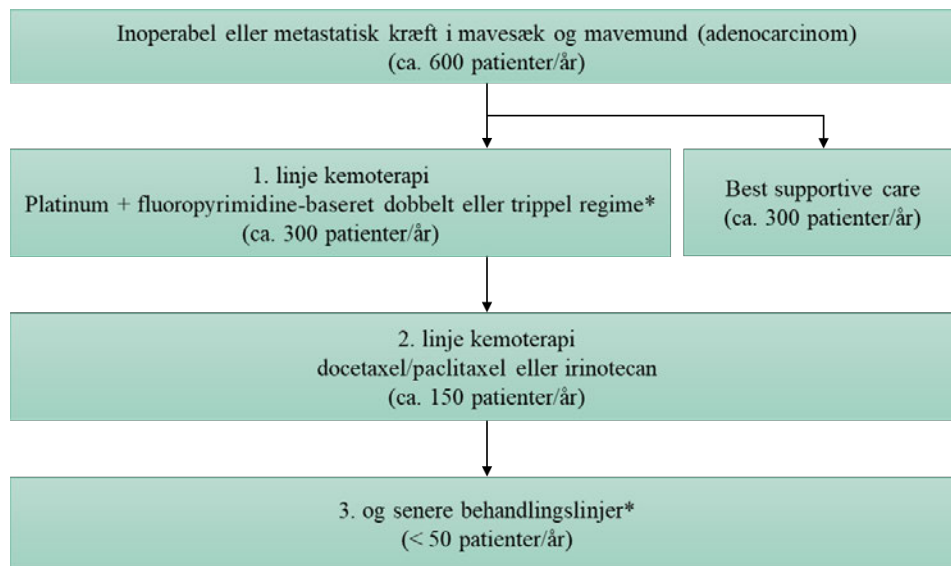 Inoperabel eller metastatisk kræft i mavesæk og mavemund (adenocarcinom)
(ca. 600 patienter/år)
1. linje kemoterapi
Platinum + fluoropyrimidine-baseret dobbelt eller trippel regime*
(ca. 300 patienter/år)
Best supportive care
(ca. 300 patienter/år)
2. linje kemoterapi
docetaxel/paclitaxel eller irinotecan
(ca. 150 patienter/år)
3. og senere behandlingslinjer*
(< 50 patienter/år)